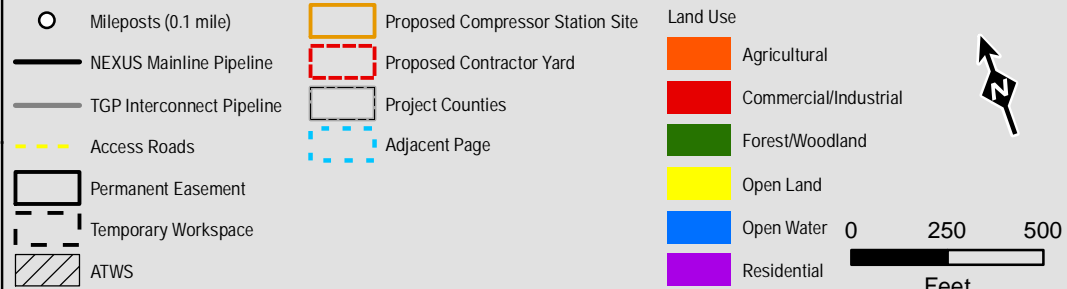 Mileposts (0.1 mile)
NEXUS Mainline Pipeline
TGP Interconnect Pipeline
Access Roads
Permanent Easement
Temporary Workspace
ATWS
Proposed Compressor Station Site
Proposed Contractor Yard
Project Counties
Adjacent Page
Land Use
Agricultural
Commercial/Industrial
Forest/Woodland
Open Land
Open Water
Residential
N
0 250 500
Feet